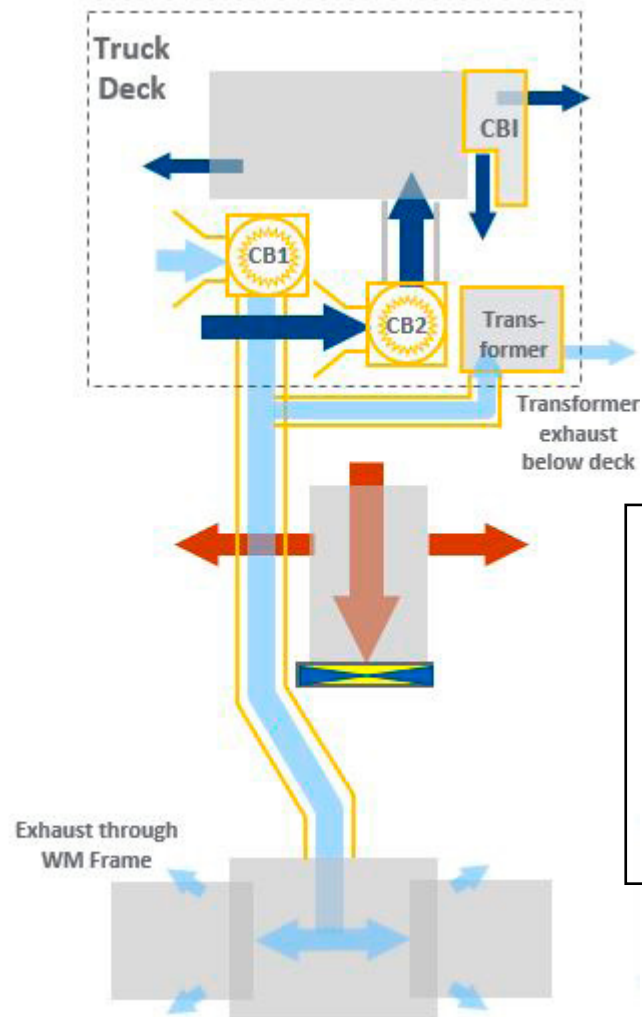 Truck
Deck
CBI
CB1
CB2
Trans-
former
Transformer
exhaust
below deck
Exhaust through
WM Frame